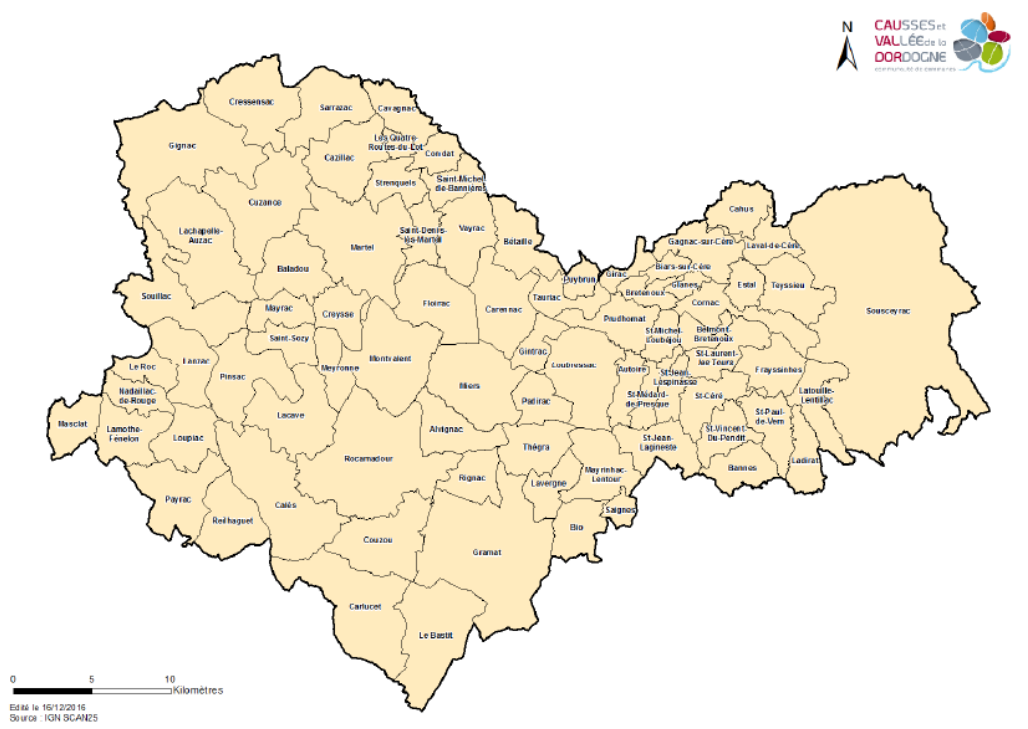 N
CAUSSES et
VALLÉE de la
DORDOGNE
communauté de communes
Cressensac
Sarrazac
Cavagnac
Gignac
Les Quatre-
Routes-du-Lot
Cazillac
Condat
Strenquels
Saint-Michel-
de-Bannières
Cuzance
Lachapelle-
Auzac
Martel
Saint-Denis-
lès-Martel
Vayrac
Bétaille
Cahus
Gagnac-sur-Cère
Laval-de-Cère
Baladou
Puybrun
Girac
Biars-sur-Cère
Souillac
Tauriac
Bretenoux
Glanes
Estal
Teyssieu
Mayrac
Creysse
Floirac
Carennac
Cornac
Sousceyrac
Prudhomat
Saint-Sozy
St-Michel-
Loubéjou
Belmont-
Bretenoux
Lanzac
Pinsac
Meyronne
Montvalent
Gintrac
Loubressac
St-Laurent-
les Tours
Le Roc
Autoire
St-Jean-
Lespinasse
Frayssinhes
Nadaillac-
de-Rouge
Miers
Padirac
St-Médard-
de-Presque
St-Céré
Latouille-
Lentillac
Masclat
Lamothe-
Fénelon
Loupiac
Lacave
Alvignac
St-Paul-
de-Vern
St-Vincent-
Du-Pendit
Rocamadour
Thégra
St-Jean-
Lagineste
Ladirat
Bannes
Rignac
Lavergne
Mayrinhac-
Lentour
Payrac
Reilhaguet
Calès
Saignes
Bio
Couzou
Gramat
Carlucet
Le Bastit
0 5 10
Kilomètres
Edité le 16/12/2016
Source : IGN SCAN25